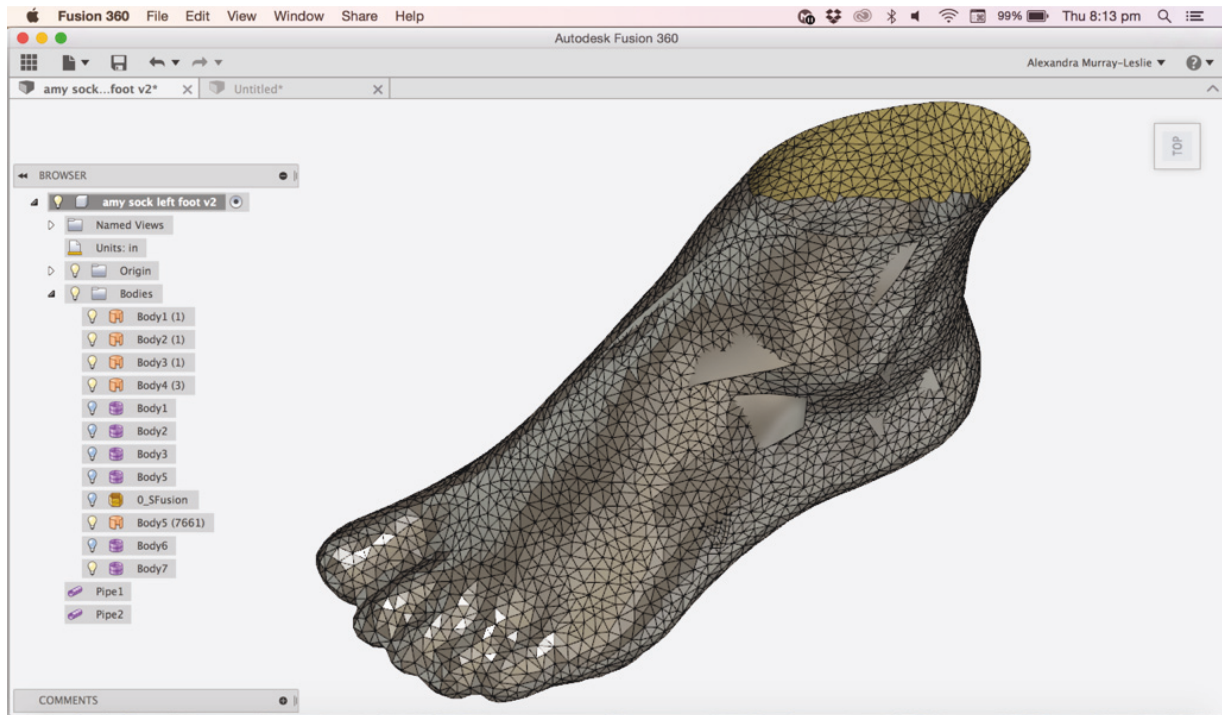 Fusion 360 File Edit View Window Share Help 99% Thu 8:13 pm
Autodesk Fusion 360
Alexandra Murray-Leslie
amy sock...foot v2* Untitled*
TOP
BROWSER
amy sock left foot v2
Named Views
Units: in
Origin
Bodies
Body1 (1)
Body2 (1)
Body3 (1)
Body4 (3)
Body1
Body2
Body3
Body5
0_SFusion
Body5 (7661)
Body6
Body7
Pipe1
Pipe2
COMMENTS